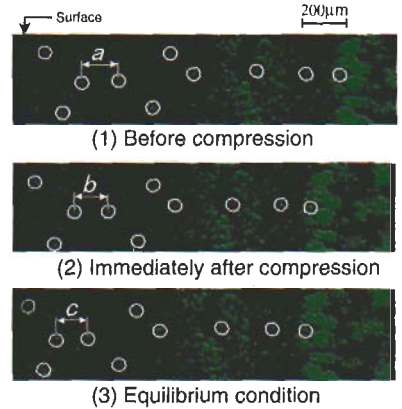 Surface
200μm
a
(1) Before compression
b
(2) Immediately after compression
c
(3) Equilibrium condition